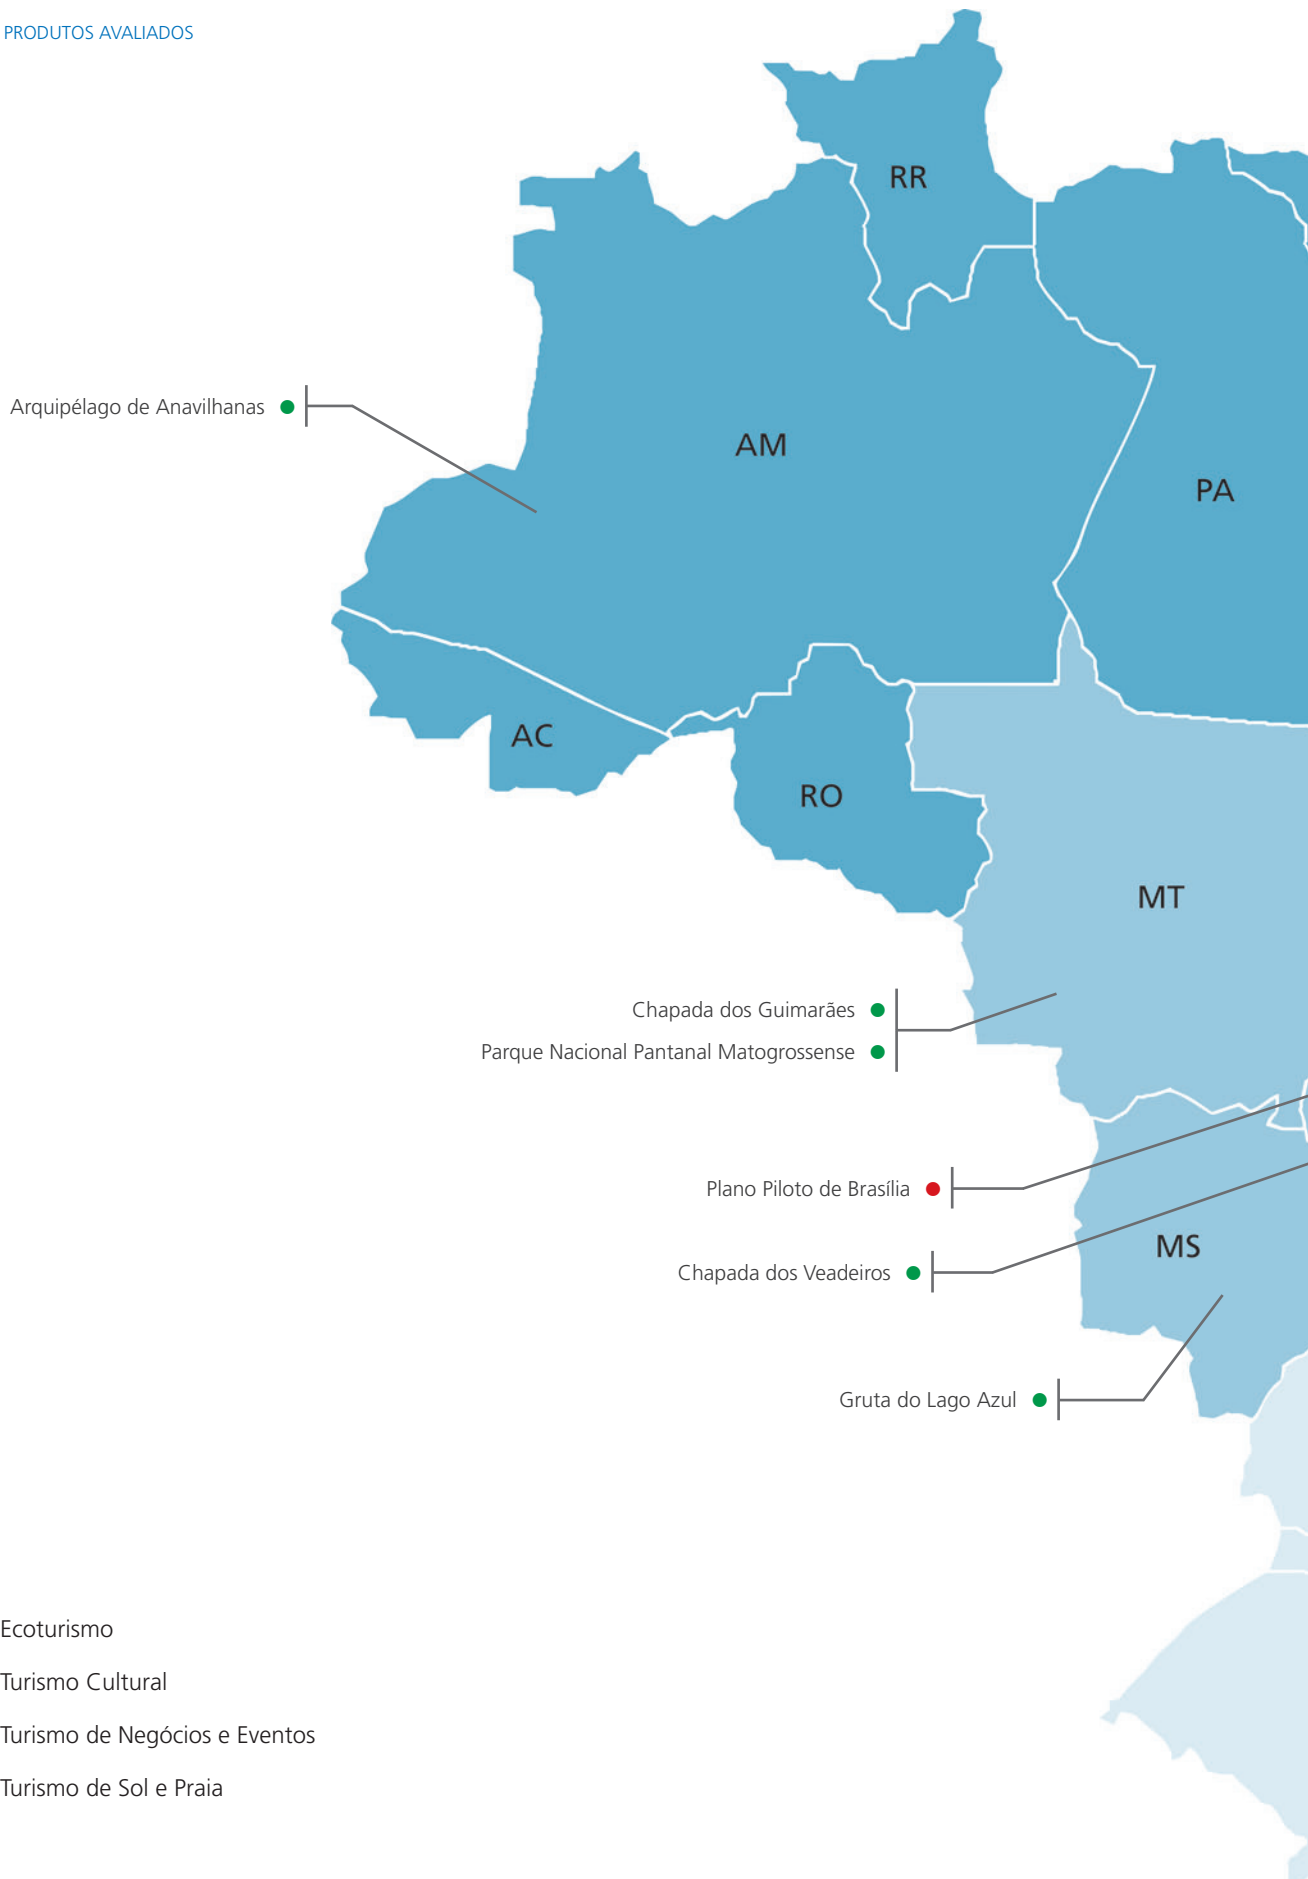 PRODUTOS AVALIADOS
RR
Arquipélago de Anavilhanas
AM
PA
AC
RO
MT
Chapada dos Guimarães
Parque Nacional Pantanal Matogrossense
Plano Piloto de Brasília
MS
Chapada dos Veadeiros
Gruta do Lago Azul
Ecoturismo
Turismo Cultural
Turismo de Negócios e Eventos
Turismo de Sol e Praia